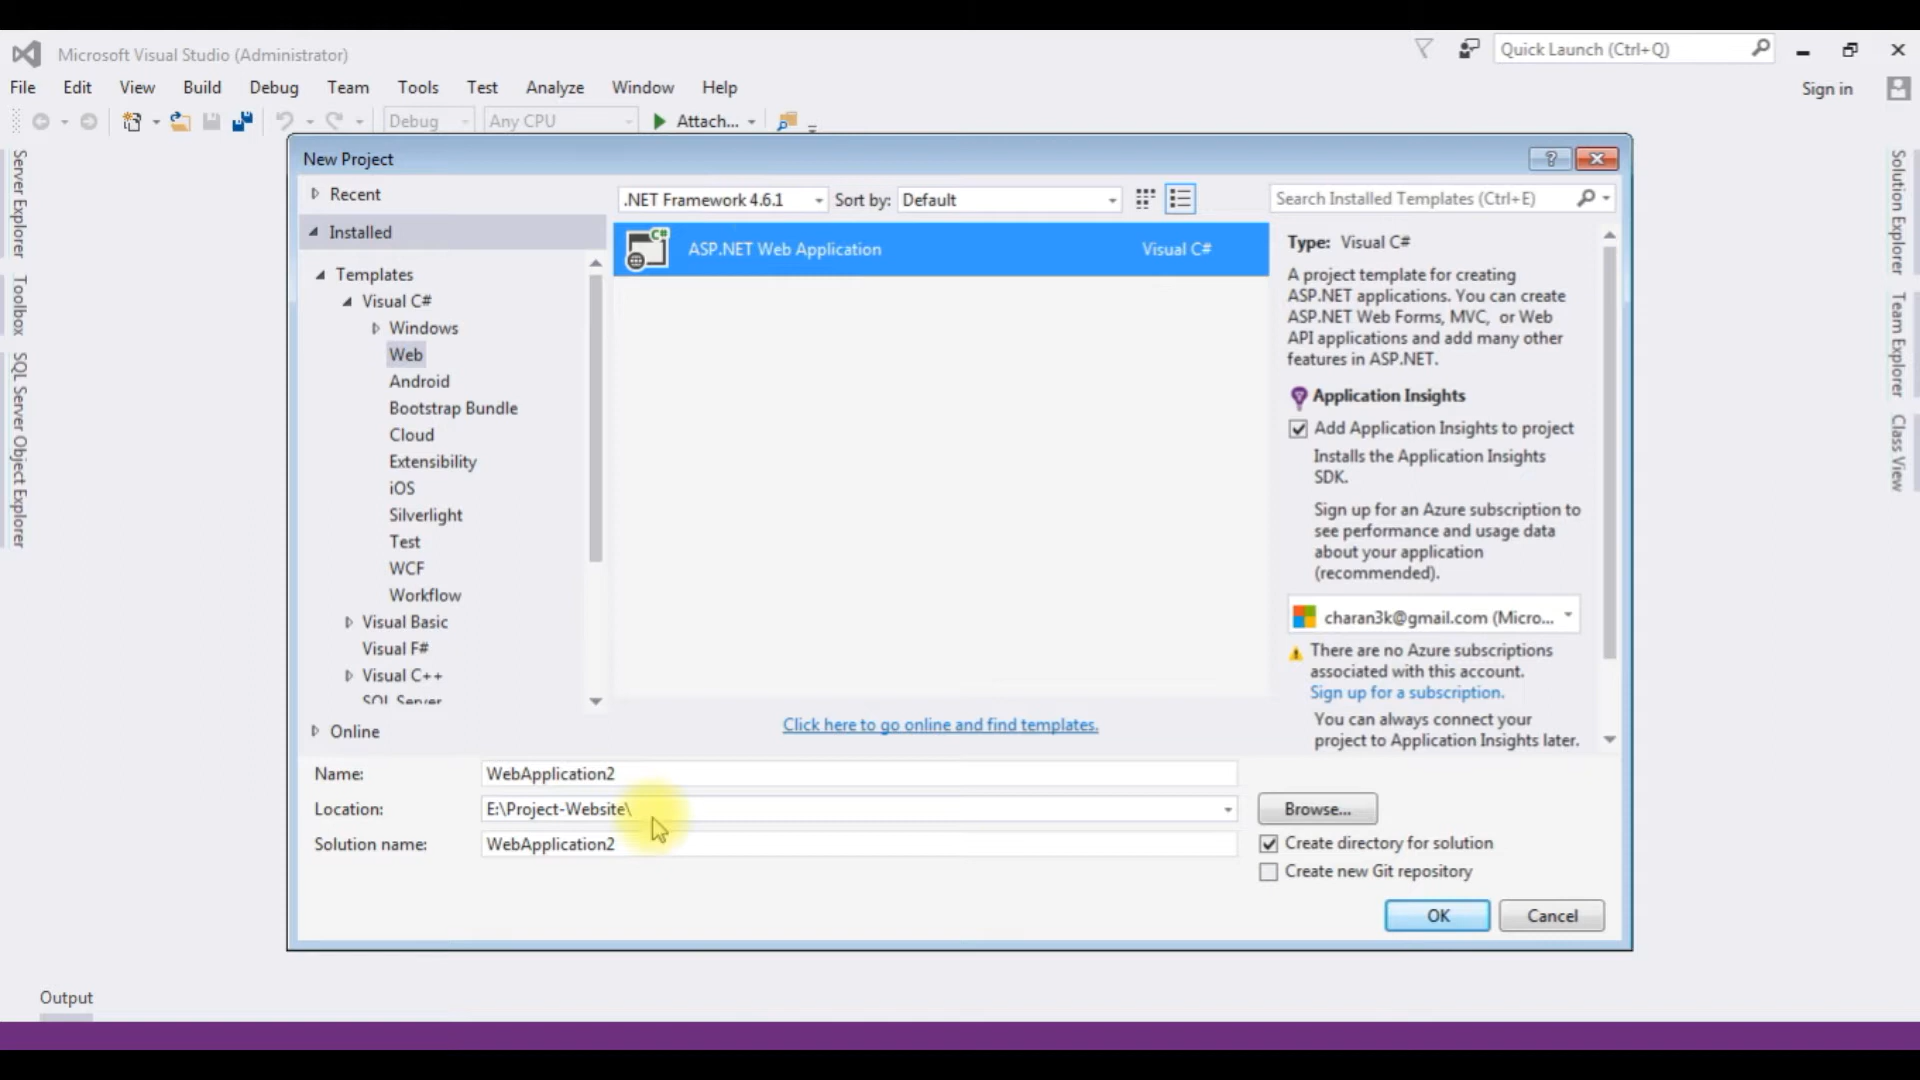 Microsoft Visual Studio (Administrator)
Quick Launch (Ctrl+Q)
File Edit View Build Debug Team Tools Test Analyze Window Help
Sign in
Debug Any CPU Attach...
Server Explorer
Toolbox
SQL Server Object Explorer
New Project
?
Recent
.NET Framework 4.6.1 Sort by: Default
Search Installed Templates (Ctrl+E)
Installed
Templates
Visual C#
Windows
Web
Android
Bootstrap Bundle
Cloud
Extensibility
iOS
Silverlight
Test
WCF
Workflow
Visual Basic
Visual F#
Visual C++
SQL Server
Online
C# ASP.NET Web Application Visual C#
Click here to go online and find templates.
Type: Visual C#
A project template for creating
ASP.NET applications. You can create
ASP.NET Web Forms, MVC, or Web
API applications and add many other
features in ASP.NET.
Application Insights
Add Application Insights to project
Installs the Application Insights
SDK.
Sign up for an Azure subscription to
see performance and usage data
about your application
(recommended).
charan3k@gmail.com (Micro...
There are no Azure subscriptions
associated with this account.
Sign up for a subscription.
You can always connect your
project to Application Insights later.
Name: WebApplication2
Location: E:\Project-Website\ Browse...
Solution name: WebApplication2
Create directory for solution
Create new Git repository
OK Cancel
Solution Explorer
Team Explorer
Class View
Output